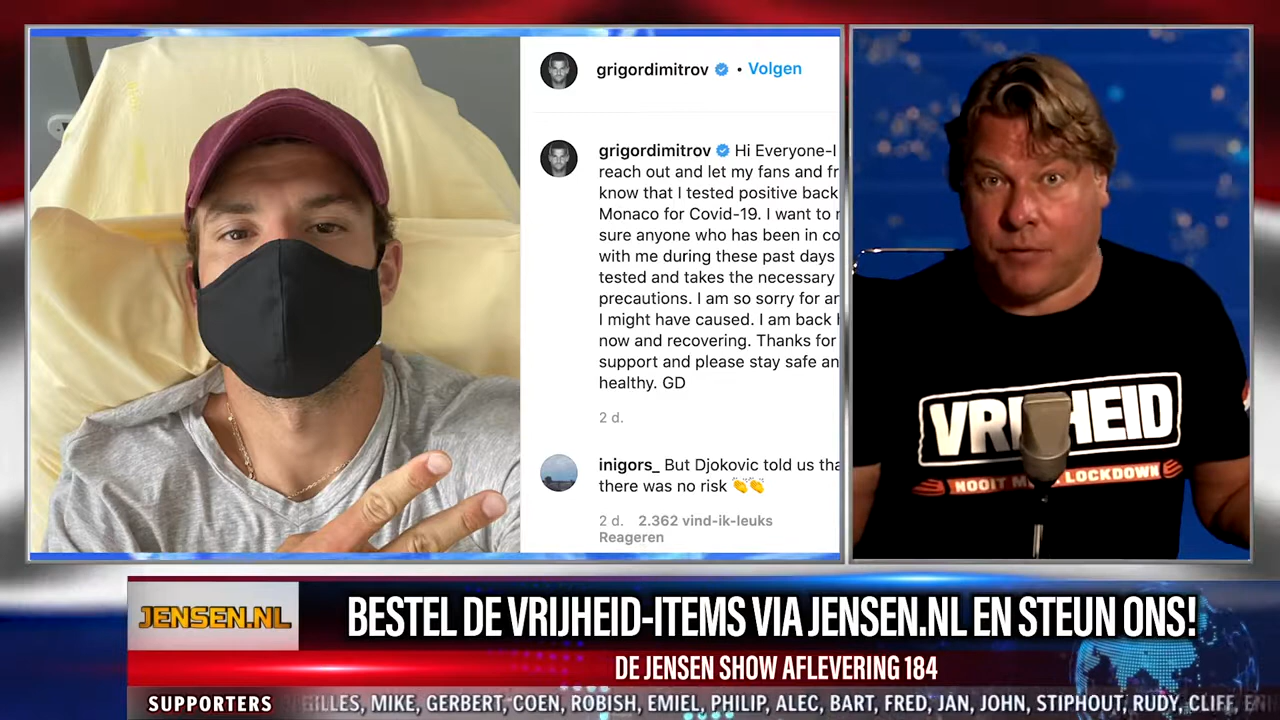 grigordimitrov • Volgen
grigordimitrov Hi Everyone-I
reach out and let my fans and fr
know that I tested positive back
Monaco for Covid-19. I want to
sure anyone who has been in co
with me during these past days
tested and takes the necessary
precautions. I am so sorry for
I might have caused. I am back
now and recovering. Thanks for
support and please stay safe an
healthy. GD
2 d.
inigors_ But Djokovic told us tha
there was no risk 👏👏
2 d. 2.362 vind-ik-leuks
Reageren
VRIJHEID
NOOIT LOCKDOWN
JENSEN.NL
BESTEL DE VRIJHEID-ITEMS VIA JENSEN.NL EN STEUN ONS!
DE JENSEN SHOW AFLEVERING 184
SUPPORTERS GILLES, MIKE, GERBERT, COEN, ROBISH, EMIEL, PHILIP, ALEC, BART, FRED, JAN, JOHN, STIPHOUT, RUDY, CLIFF,